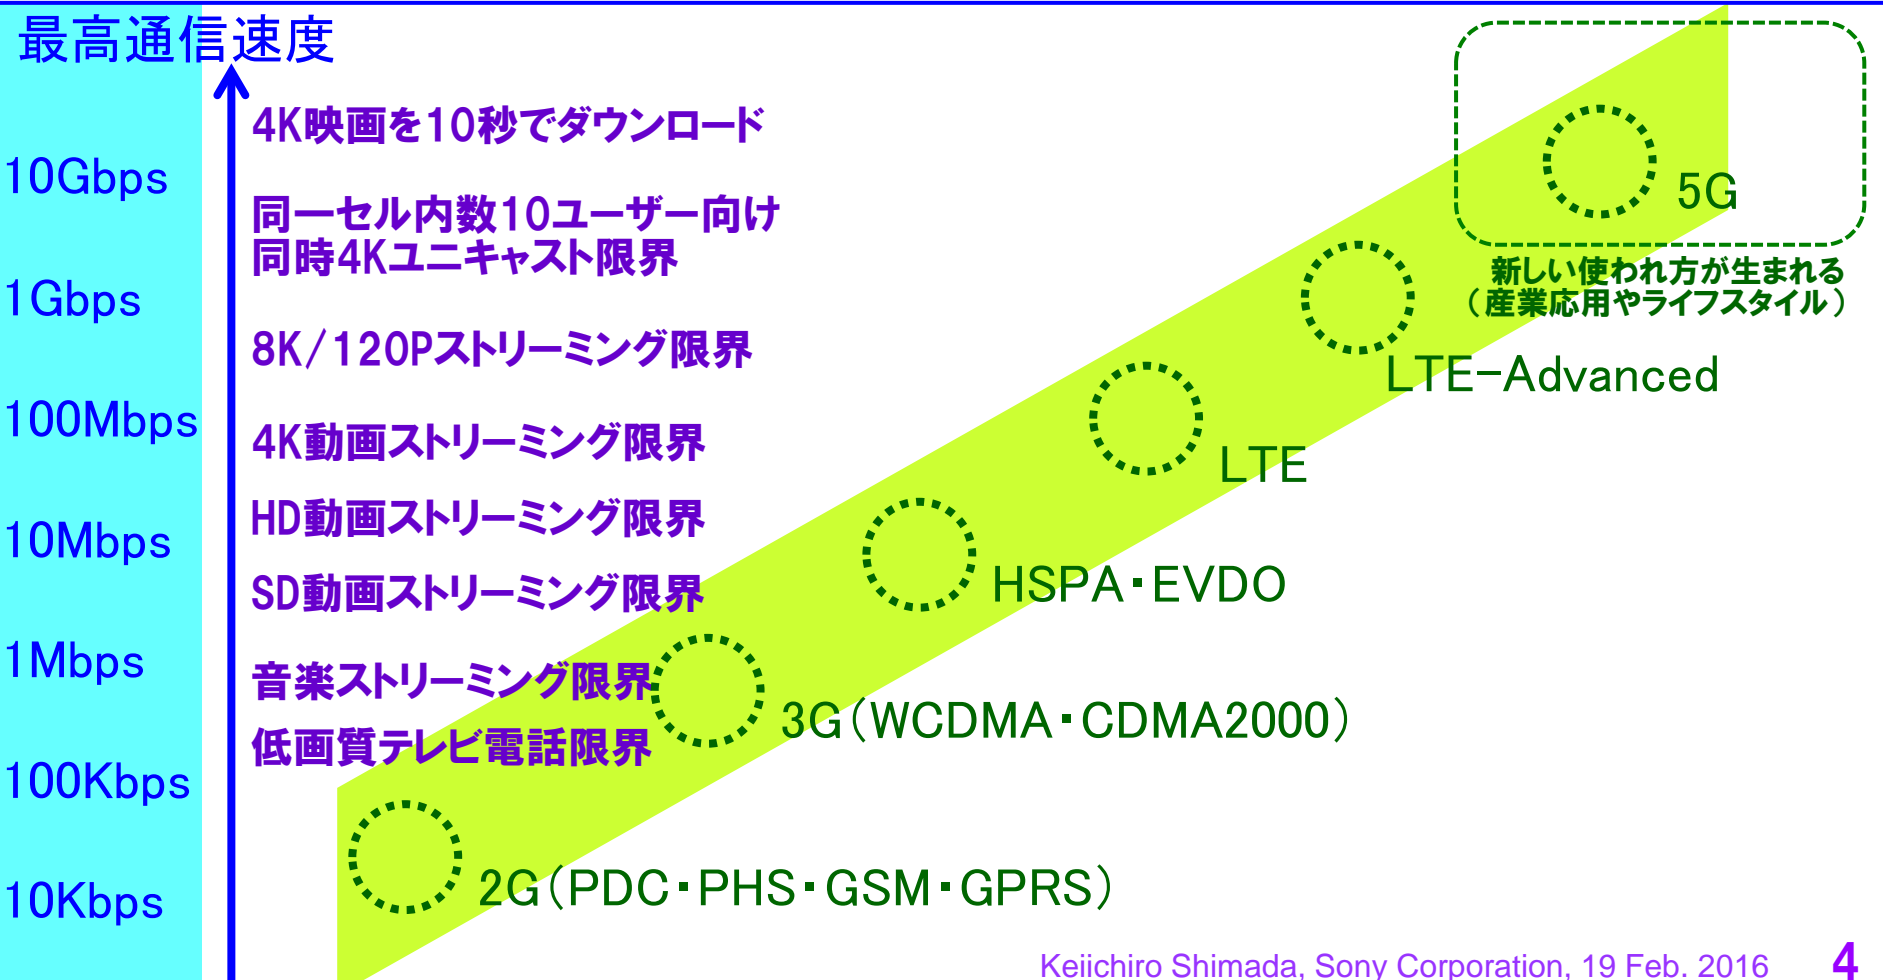 最高通信速度
4K映画を10秒でダウンロード
10Gbps
同一セル内数10ユーザー向け
同時4Kユニキャスト限界
5G
新しい使われ方が生まれる
（産業応用やライフスタイル）
1Gbps
8K/120Pストリーミング限界
LTE-Advanced
100Mbps
4K動画ストリーミング限界
LTE
HD動画ストリーミング限界
10Mbps
SD動画ストリーミング限界
HSPA・EVDO
1Mbps
音楽ストリーミング限界
3G（WCDMA・CDMA2000）
低画質テレビ電話限界
100Kbps
2G（PDC・PHS・GSM・GPRS）
10Kbps
Keiichiro Shimada, Sony Corporation, 19 Feb. 2016 4